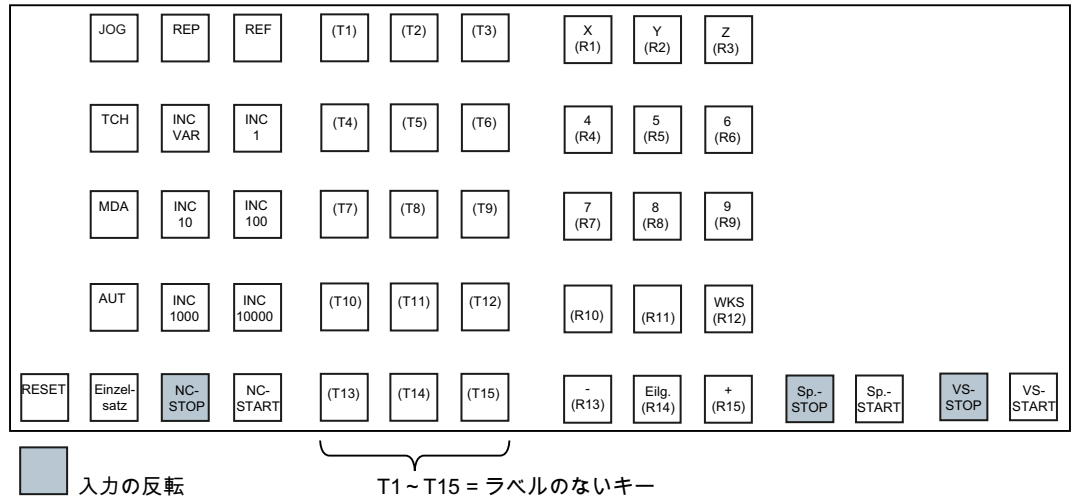 JOG REP REF (T1) (T2) (T3) X Y Z
(R1) (R2) (R3)
TCH INC INC (T4) (T5) (T6) 4 5 6
VAR 1 (R4) (R5) (R6)
MDA INC INC (T7) (T8) (T9) 7 8 9
10 100 (R7) (R8) (R9)
AUT INC INC (T10) (T11) (T12) WKS
1000 10000 (R10) (R11) (R12)
RESET Einzel- NC- NC- (T13) (T14) (T15) - Eilg. + Sp.- Sp.- VS- VS-
satz STOP START (R13) (R14) (R15) STOP START STOP START
入力の反転 T1~T15 = ラベルのないキー